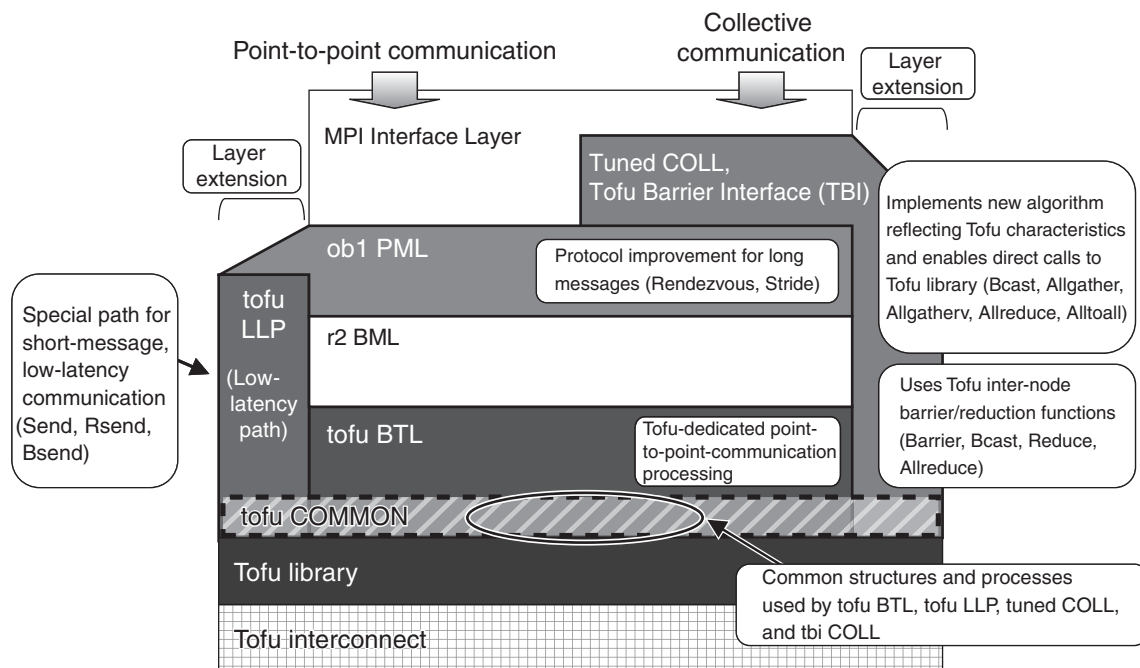 Point-to-point communication
Collective
communication
Layer
extension
MPI Interface Layer
Layer
extension
Tuned COLL,
Tofu Barrier Interface (TBI)
Implements new algorithm
reflecting Tofu characteristics
and enables direct calls to
Tofu library (Bcast, Allgather,
Allgatherv, Allreduce, Alltoall)
ob1 PML
Protocol improvement for long
messages (Rendezvous, Stride)
tofu
LLP
(Low-
latency
path)
Special path for
short-message,
low-latency
communication
(Send, Rsend,
Bsend)
r2 BML
Uses Tofu inter-node
barrier/reduction functions
(Barrier, Bcast, Reduce,
Allreduce)
tofu BTL
Tofu-dedicated point-
to-point-communication
processing
tofu COMMON
Tofu library
Common structures and processes
used by tofu BTL, tofu LLP, tuned COLL,
and tbi COLL
Tofu interconnect